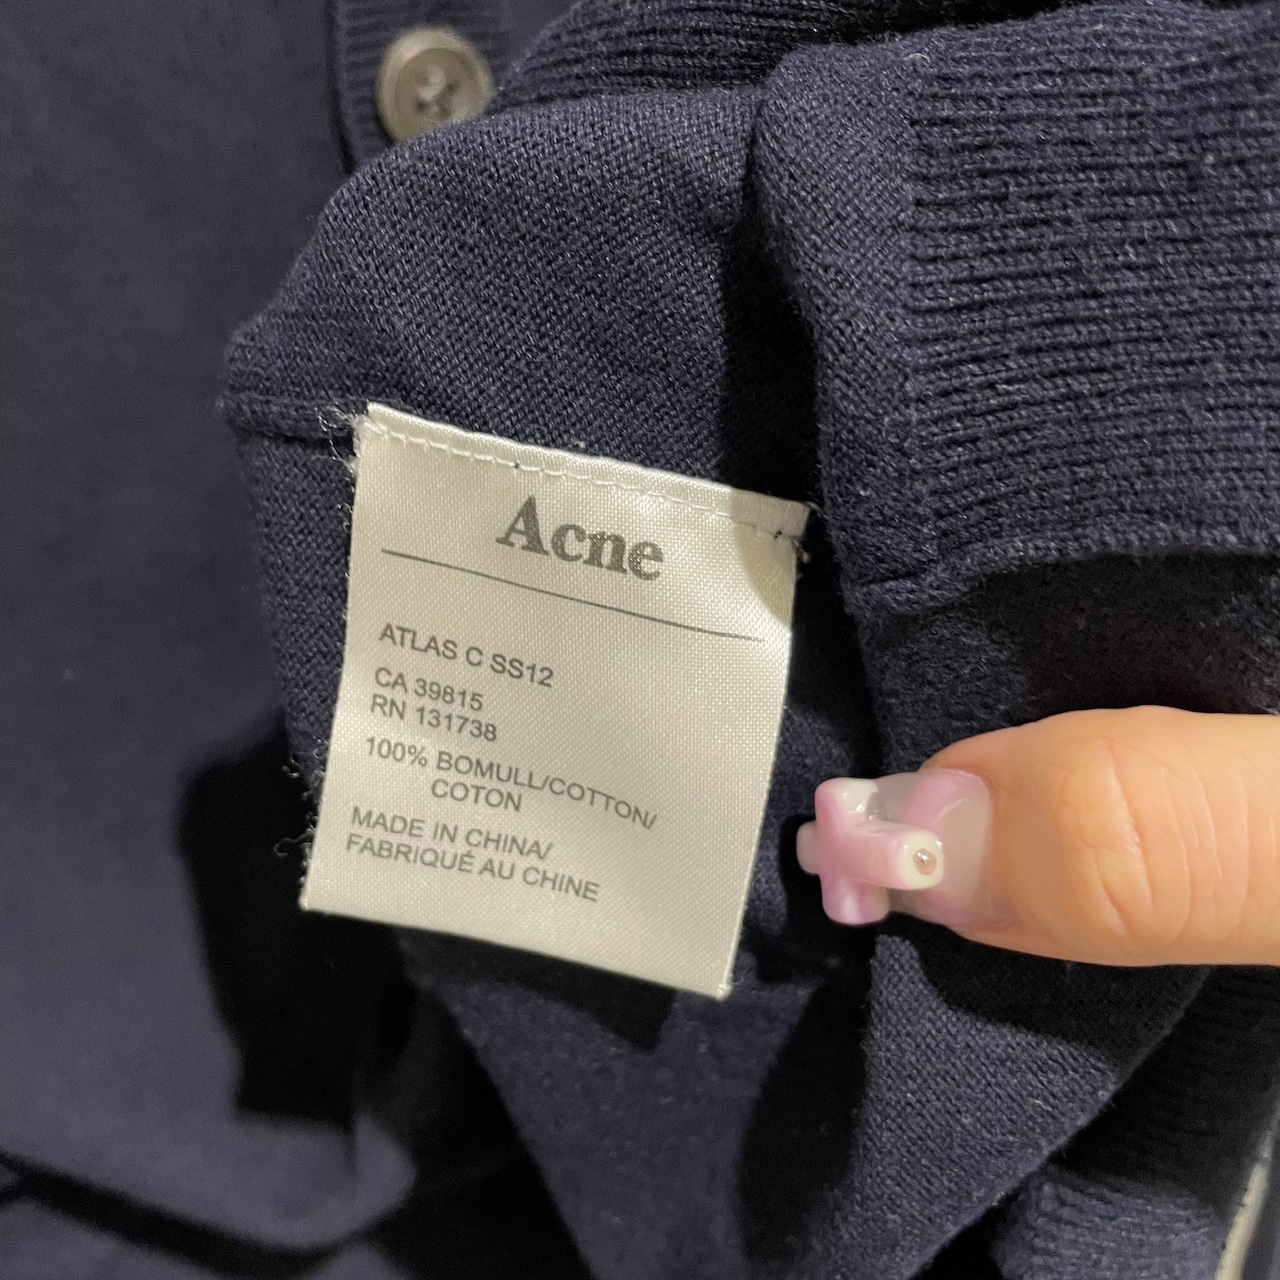 Acne
ATLAS C SS12
CA 39815
RN 131738
100% BOMULL/COTTON/
COTON
MADE IN CHINA/
FABRIQUÉ AU CHINE